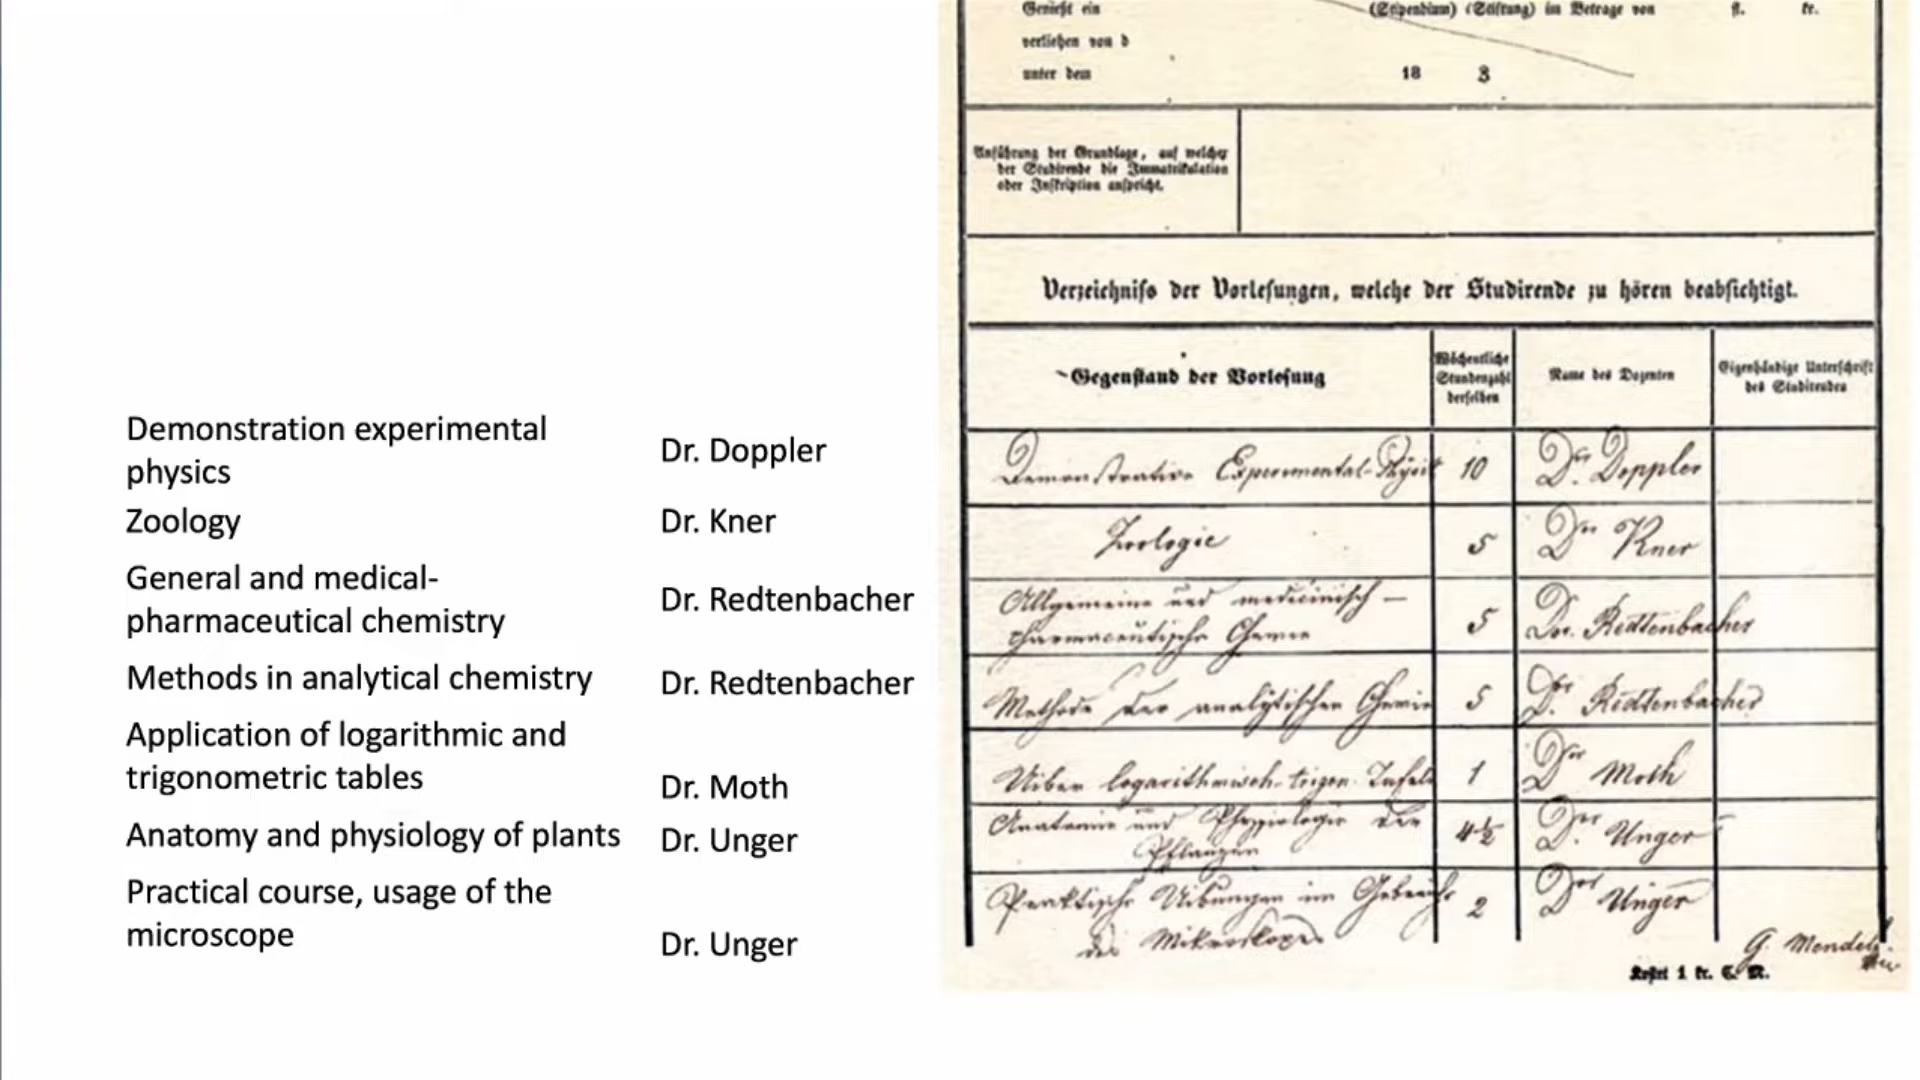 Demonstration experimental
physics
Dr. Doppler
Zoology
Dr. Kner
General and medical-
pharmaceutical chemistry
Dr. Redtenbacher
Methods in analytical chemistry
Dr. Redtenbacher
Application of logarithmic and
trigonometric tables
Dr. Moth
Anatomy and physiology of plants
Dr. Unger
Practical course, usage of the
microscope
Dr. Unger
Genießt ein (Stipendium) (Stiftung) im Betrage von fl. kr.
verliehen von d
unter dem 18 3
Anführung der Grundlage, auf welcher
der Studirende die Immatrikulation
oder Inskription anspricht.
Verzeichniß der Vorlesungen, welche der Studirende zu hören beabsichtigt.
Gegenstand der Vorlesung
Wöchentliche
Stundenzahl
derselben
Name des Dozenten
Eigenhändige Unterschrift
des Studirenden
Demonstrative Experimental-Physik 10 Dr. Doppler
Zoologie 5 Dr Kner
Allgemeine und medicinisch –
pharmaceutische Chemie 5 Dr. Redtenbacher
Methode der analytischen Chemie 5 Dr. Redtenbacher
Uiber logarithmisch-trigon. Tafeln 1 Dr Moth
Anatomie und Physiologie der
Pflanzen 4½ Dr. Unger
Praktische Uibungen im Gebrauche
des Mikroskopes 2 Dr Unger
G. Mendel
Kostet 1 kr. C. M.